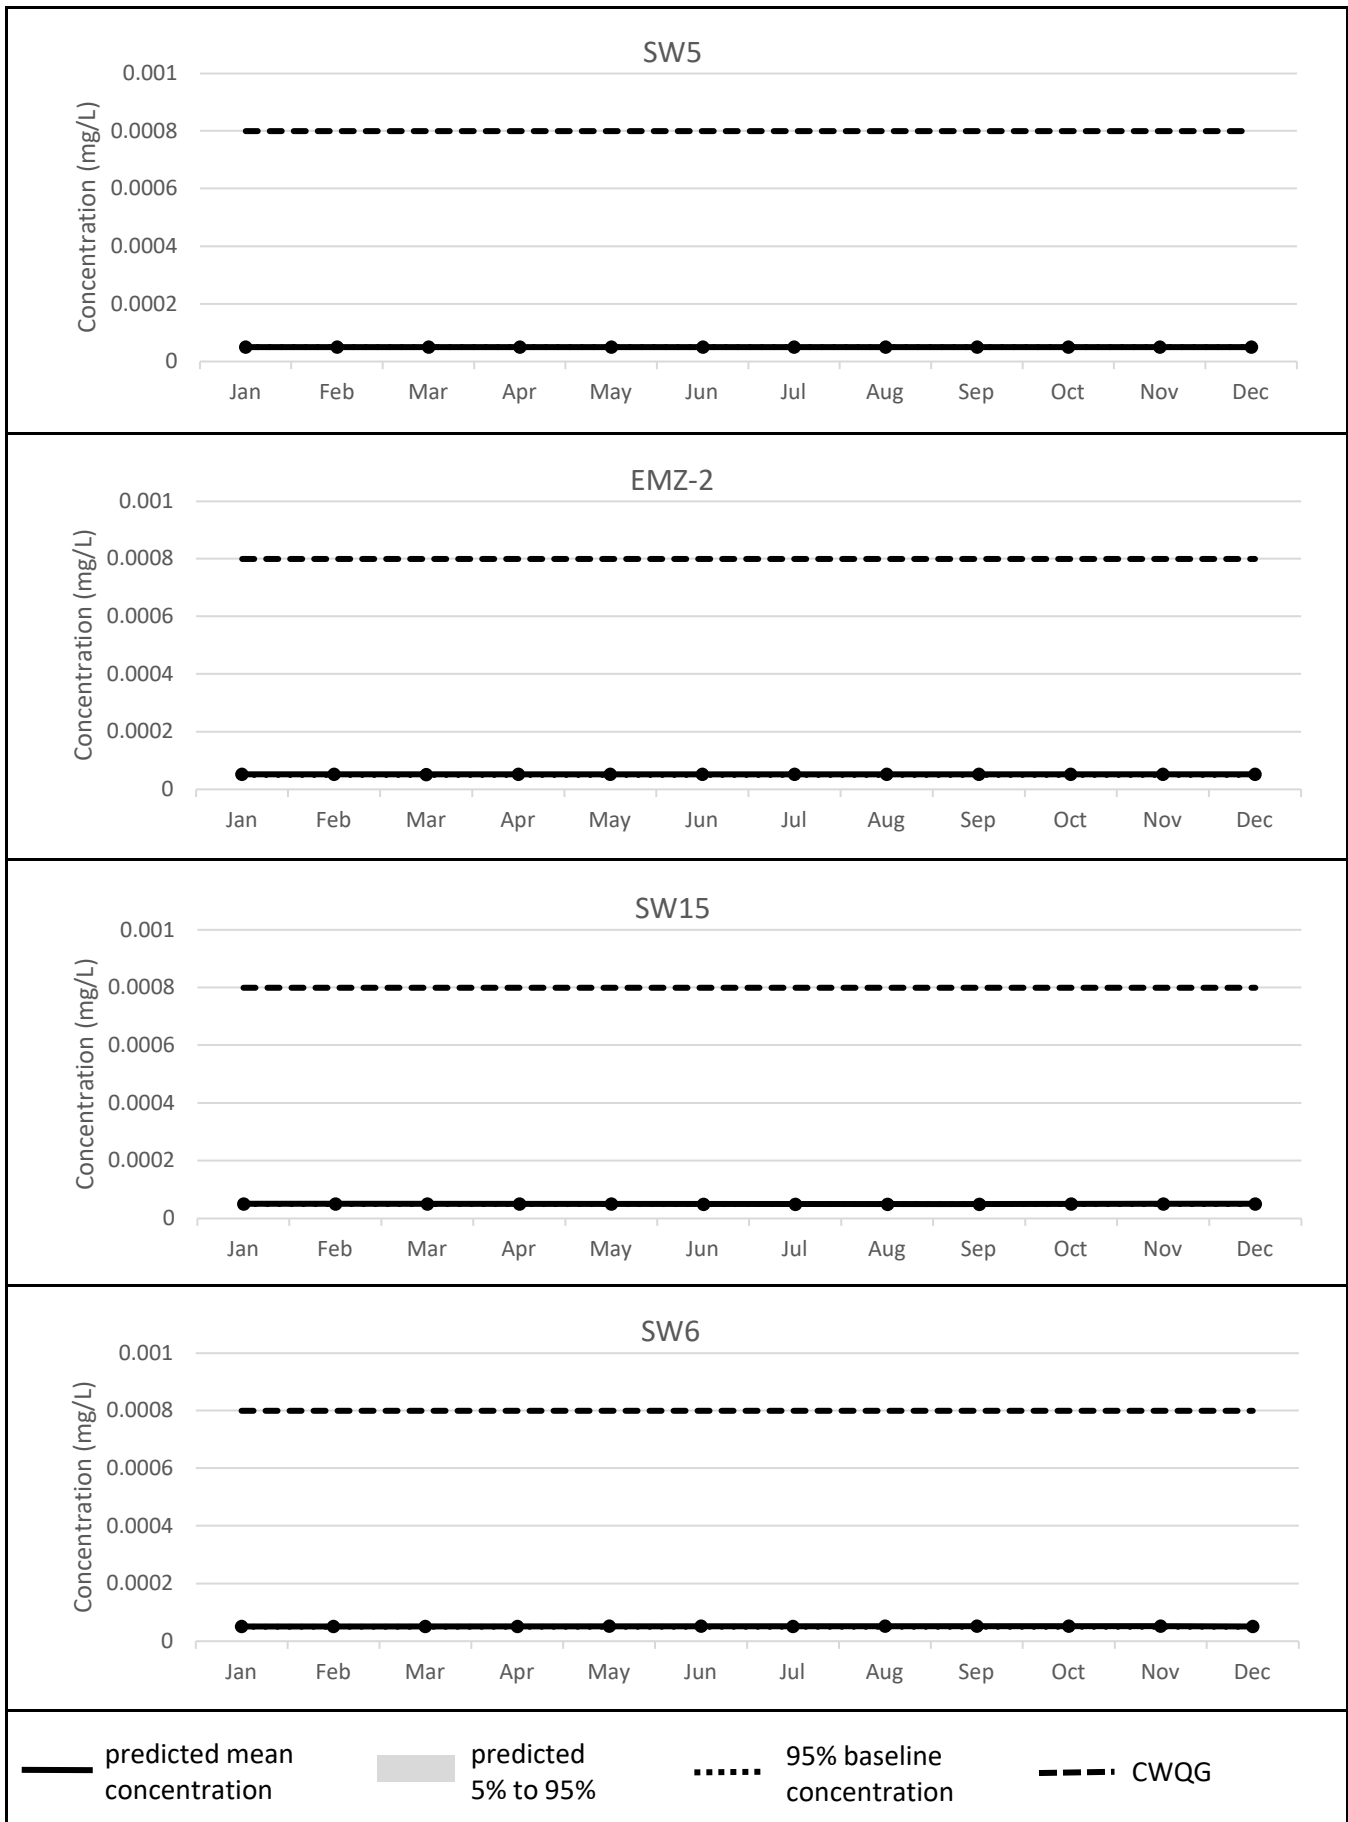 SW5
Concentration (mg/L)
0.001
0.0008
0.0006
0.0004
0.0002
0
Jan Feb Mar Apr May Jun Jul Aug Sep Oct Nov Dec
EMZ-2
Concentration (mg/L)
0.001
0.0008
0.0006
0.0004
0.0002
0
Jan Feb Mar Apr May Jun Jul Aug Sep Oct Nov Dec
SW15
Concentration (mg/L)
0.001
0.0008
0.0006
0.0004
0.0002
0
Jan Feb Mar Apr May Jun Jul Aug Sep Oct Nov Dec
SW6
Concentration (mg/L)
0.001
0.0008
0.0006
0.0004
0.0002
0
Jan Feb Mar Apr May Jun Jul Aug Sep Oct Nov Dec
predicted mean
concentration
predicted
5% to 95%
95% baseline
concentration
CWQG